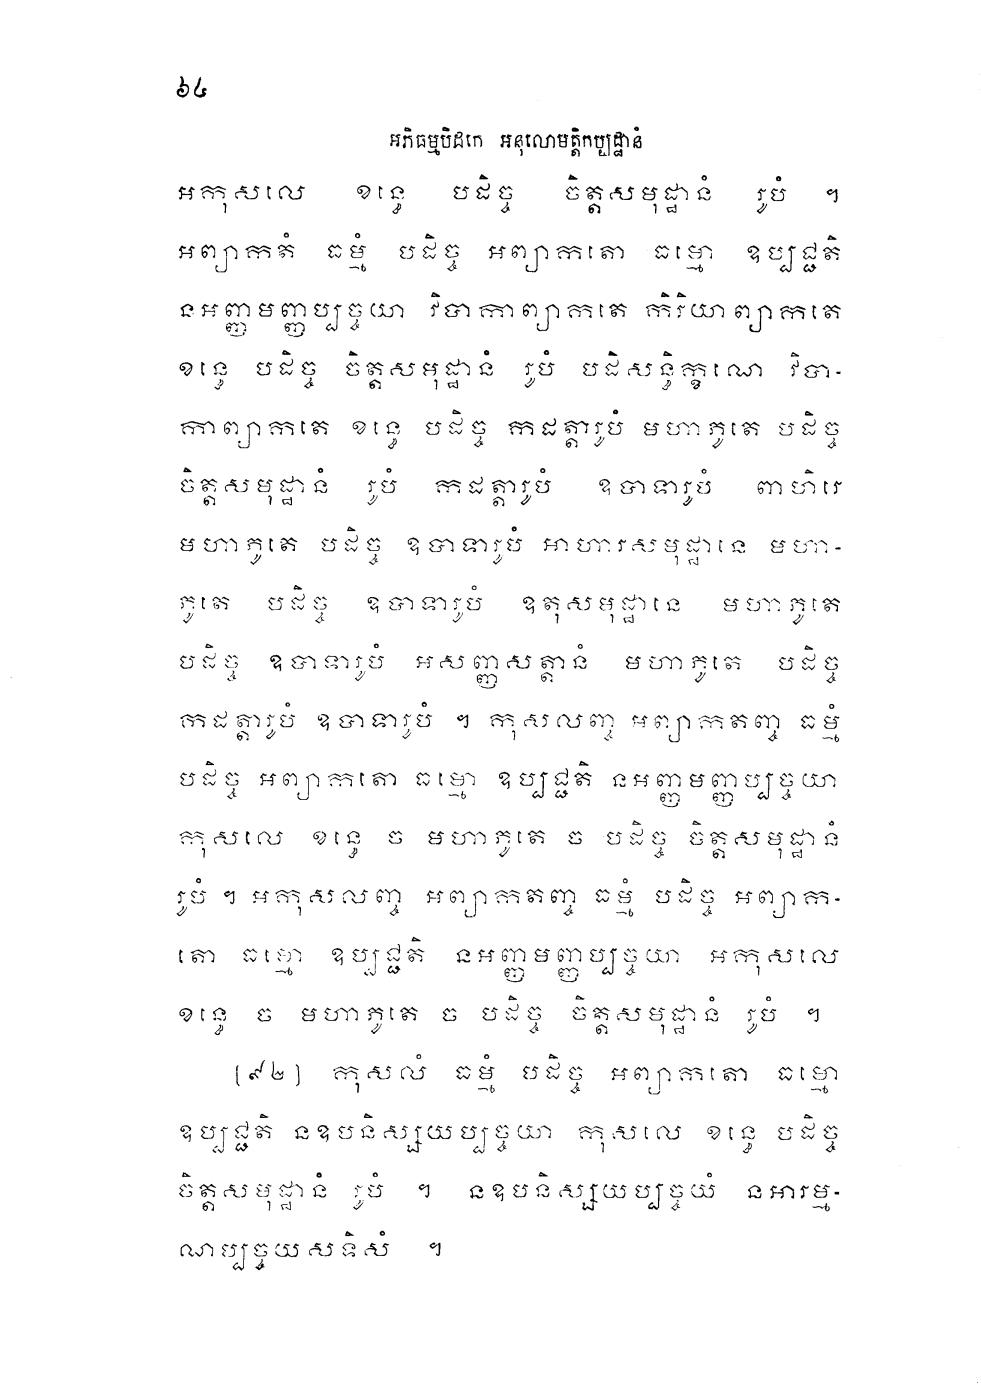 ៦៤
អភិធម្មបិដកេ អនុលោមត្តិកប្បដ្ឋានំ
អកុសលេ ខន្ធេ បដិច្ច ចិត្តសមុដ្ឋានំ រូបំ ។
អព្យាកតំ ធម្មំ បដិច្ច អព្យាកតោ ធម្មោ ឧប្បជ្ជតិ
នអញ្ញមញ្ញប្បច្ចយា វិបាកាព្យាកតេ កិរិយាព្យាកតេ
ខន្ធេ បដិច្ច ចិត្តសមុដ្ឋានំ រូបំ បដិសន្ធិក្ខណេ វិបា-
កាព្យាកតេ ខន្ធេ បដិច្ច កដត្តារូបំ មហាភូតេ បដិច្ច
ចិត្តសមុដ្ឋានំ រូបំ កដត្តារូបំ ឧបាទារូបំ ពាហិរេ
មហាភូតេ បដិច្ច ឧបាទារូបំ អាហារសមុដ្ឋានេ មហា-
ភូតេ បដិច្ច ឧបាទារូបំ ឧតុសមុដ្ឋានេ មហាភូតេ
បដិច្ច ឧបាទារូបំ អសញ្ញសត្តានំ មហាភូតេ បដិច្ច
កដត្តារូបំ ឧបាទារូបំ ។ កុសលញ្ច អព្យាកតញ្ច ធម្មំ
បដិច្ច អព្យាកតោ ធម្មោ ឧប្បជ្ជតិ នអញ្ញមញ្ញប្បច្ចយា
កុសលេ ខន្ធេ ច មហាភូតេ ច បដិច្ច ចិត្តសមុដ្ឋានំ
រូបំ ។ អកុសលញ្ច អព្យាកតញ្ច ធម្មំ បដិច្ច អព្យាក-
តោ ធម្មោ ឧប្បជ្ជតិ នអញ្ញមញ្ញប្បច្ចយា អកុសលេ
ខន្ធេ ច មហាភូតេ ច បដិច្ច ចិត្តសមុដ្ឋានំ រូបំ ។
[៩២] កុសលំ ធម្មំ បដិច្ច អព្យាកតោ ធម្មោ
ឧប្បជ្ជតិ នឧបនិស្សយប្បច្ចយា កុសលេ ខន្ធេ បដិច្ច
ចិត្តសមុដ្ឋានំ រូបំ ។ នឧបនិស្សយប្បច្ចយំ នអារម្ម-
ណប្បច្ចយសទិសំ ។